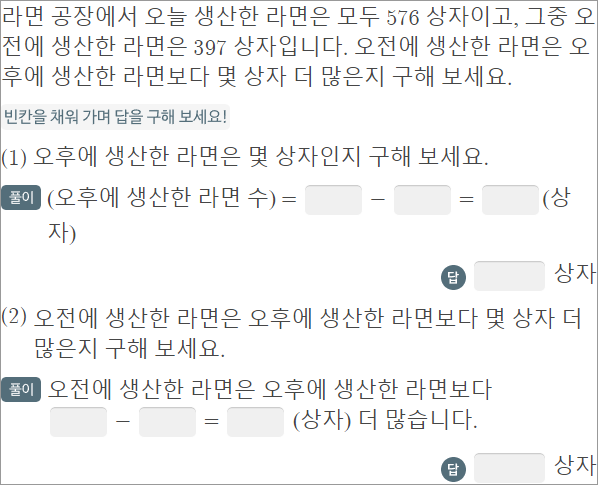 라면 공장에서 오늘 생산한 라면은 모두 576 상자이고, 그중 오
전에 생산한 라면은 397 상자입니다. 오전에 생산한 라면은 오
후에 생산한 라면보다 몇 상자 더 많은지 구해 보세요.
빈칸을 채워 가며 답을 구해 보세요!
(1) 오후에 생산한 라면은 몇 상자인지 구해 보세요.
풀이 (오후에 생산한 라면 수) = − = (상
자)
답 상자
(2) 오전에 생산한 라면은 오후에 생산한 라면보다 몇 상자 더
많은지 구해 보세요.
풀이 오전에 생산한 라면은 오후에 생산한 라면보다
− = (상자) 더 많습니다.
답 상자